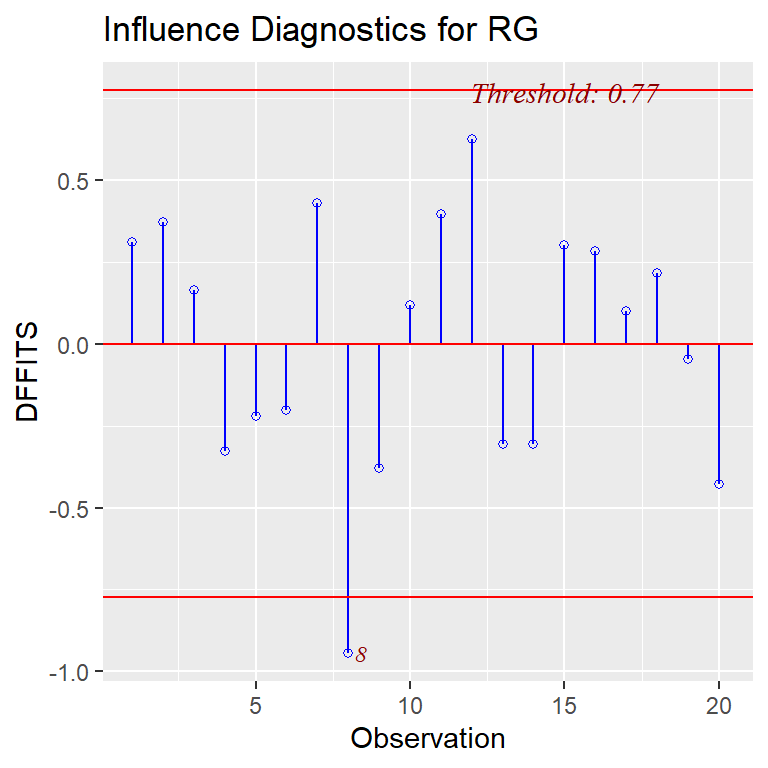 Influence Diagnostics for RG
Threshold: 0.77
0.5
0.0
-0.5
-1.0
8
5 10 15 20
Observation
DFFITS